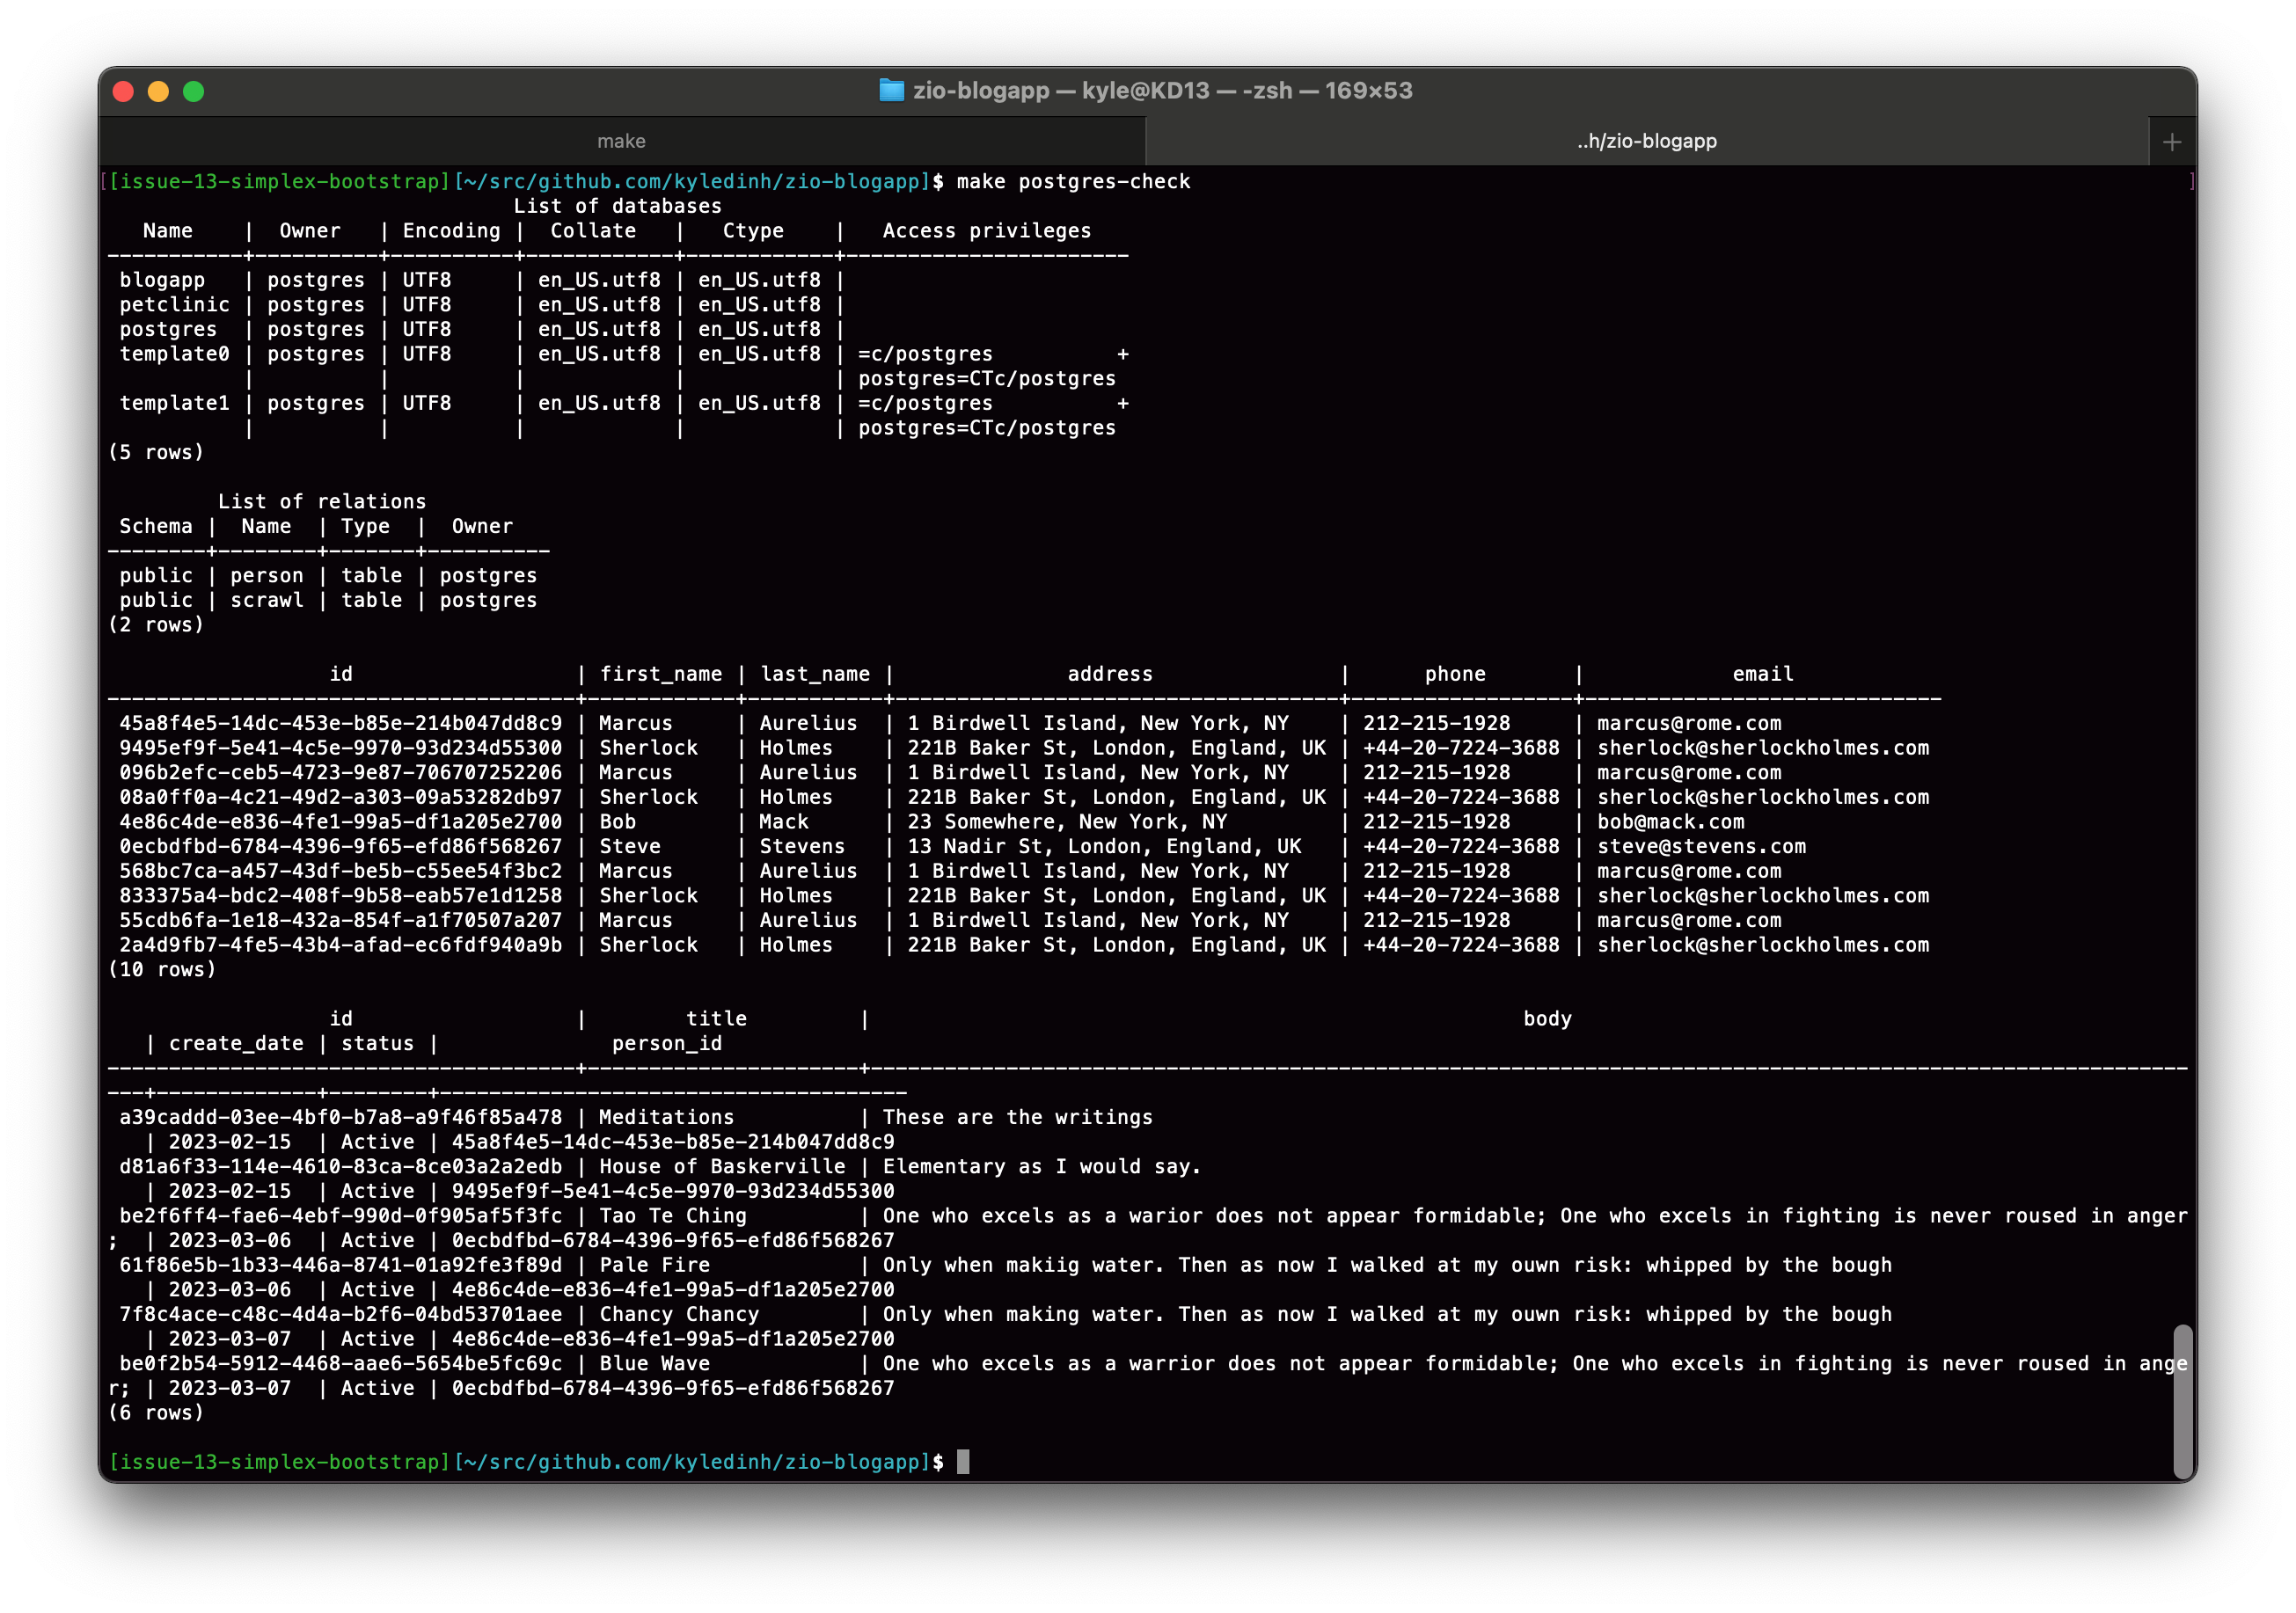 zio-blogapp — kyle@KD13 — -zsh — 169×53
make ..h/zio-blogapp +
[[issue-13-simplex-bootstrap][~/src/github.com/kyledinh/zio-blogapp]$ make postgres-check ]
List of databases
Name | Owner | Encoding | Collate | Ctype | Access privileges
-----------+----------+----------+------------+------------+-----------------------
blogapp | postgres | UTF8 | en_US.utf8 | en_US.utf8 |
petclinic | postgres | UTF8 | en_US.utf8 | en_US.utf8 |
postgres | postgres | UTF8 | en_US.utf8 | en_US.utf8 |
template0 | postgres | UTF8 | en_US.utf8 | en_US.utf8 | =c/postgres +
| | | | | postgres=CTc/postgres
template1 | postgres | UTF8 | en_US.utf8 | en_US.utf8 | =c/postgres +
| | | | | postgres=CTc/postgres
(5 rows)
List of relations
Schema | Name | Type | Owner
--------+--------+-------+----------
public | person | table | postgres
public | scrawl | table | postgres
(2 rows)
id | first_name | last_name | address | phone | email
--------------------------------------+------------+-----------+------------------------------------+------------------+-----------------------------
45a8f4e5-14dc-453e-b85e-214b047dd8c9 | Marcus | Aurelius | 1 Birdwell Island, New York, NY | 212-215-1928 | marcus@rome.com
9495ef9f-5e41-4c5e-9970-93d234d55300 | Sherlock | Holmes | 221B Baker St, London, England, UK | +44-20-7224-3688 | sherlock@sherlockholmes.com
096b2efc-ceb5-4723-9e87-706707252206 | Marcus | Aurelius | 1 Birdwell Island, New York, NY | 212-215-1928 | marcus@rome.com
08a0ff0a-4c21-49d2-a303-09a53282db97 | Sherlock | Holmes | 221B Baker St, London, England, UK | +44-20-7224-3688 | sherlock@sherlockholmes.com
4e86c4de-e836-4fe1-99a5-df1a205e2700 | Bob | Mack | 23 Somewhere, New York, NY | 212-215-1928 | bob@mack.com
0ecbdfbd-6784-4396-9f65-efd86f568267 | Steve | Stevens | 13 Nadir St, London, England, UK | +44-20-7224-3688 | steve@stevens.com
568bc7ca-a457-43df-be5b-c55ee54f3bc2 | Marcus | Aurelius | 1 Birdwell Island, New York, NY | 212-215-1928 | marcus@rome.com
833375a4-bdc2-408f-9b58-eab57e1d1258 | Sherlock | Holmes | 221B Baker St, London, England, UK | +44-20-7224-3688 | sherlock@sherlockholmes.com
55cdb6fa-1e18-432a-854f-a1f70507a207 | Marcus | Aurelius | 1 Birdwell Island, New York, NY | 212-215-1928 | marcus@rome.com
2a4d9fb7-4fe5-43b4-afad-ec6fdf940a9b | Sherlock | Holmes | 221B Baker St, London, England, UK | +44-20-7224-3688 | sherlock@sherlockholmes.com
(10 rows)
id | title | body
| create_date | status | person_id
--------------------------------------+----------------------+-----------------------------------------------------------------------------------------------------------
---+-------------+--------+--------------------------------------
a39caddd-03ee-4bf0-b7a8-a9f46f85a478 | Meditations | These are the writings
| 2023-02-15 | Active | 45a8f4e5-14dc-453e-b85e-214b047dd8c9
d81a6f33-114e-4610-83ca-8ce03a2a2edb | House of Baskerville | Elementary as I would say.
| 2023-02-15 | Active | 9495ef9f-5e41-4c5e-9970-93d234d55300
be2f6ff4-fae6-4ebf-990d-0f905af5f3fc | Tao Te Ching | One who excels as a warior does not appear formidable; One who excels in fighting is never roused in anger
; | 2023-03-06 | Active | 0ecbdfbd-6784-4396-9f65-efd86f568267
61f86e5b-1b33-446a-8741-01a92fe3f89d | Pale Fire | Only when makiig water. Then as now I walked at my ouwn risk: whipped by the bough
| 2023-03-06 | Active | 4e86c4de-e836-4fe1-99a5-df1a205e2700
7f8c4ace-c48c-4d4a-b2f6-04bd53701aee | Chancy Chancy | Only when making water. Then as now I walked at my ouwn risk: whipped by the bough
| 2023-03-07 | Active | 4e86c4de-e836-4fe1-99a5-df1a205e2700
be0f2b54-5912-4468-aae6-5654be5fc69c | Blue Wave | One who excels as a warrior does not appear formidable; One who excels in fighting is never roused in ange
r; | 2023-03-07 | Active | 0ecbdfbd-6784-4396-9f65-efd86f568267
(6 rows)
[issue-13-simplex-bootstrap][~/src/github.com/kyledinh/zio-blogapp]$